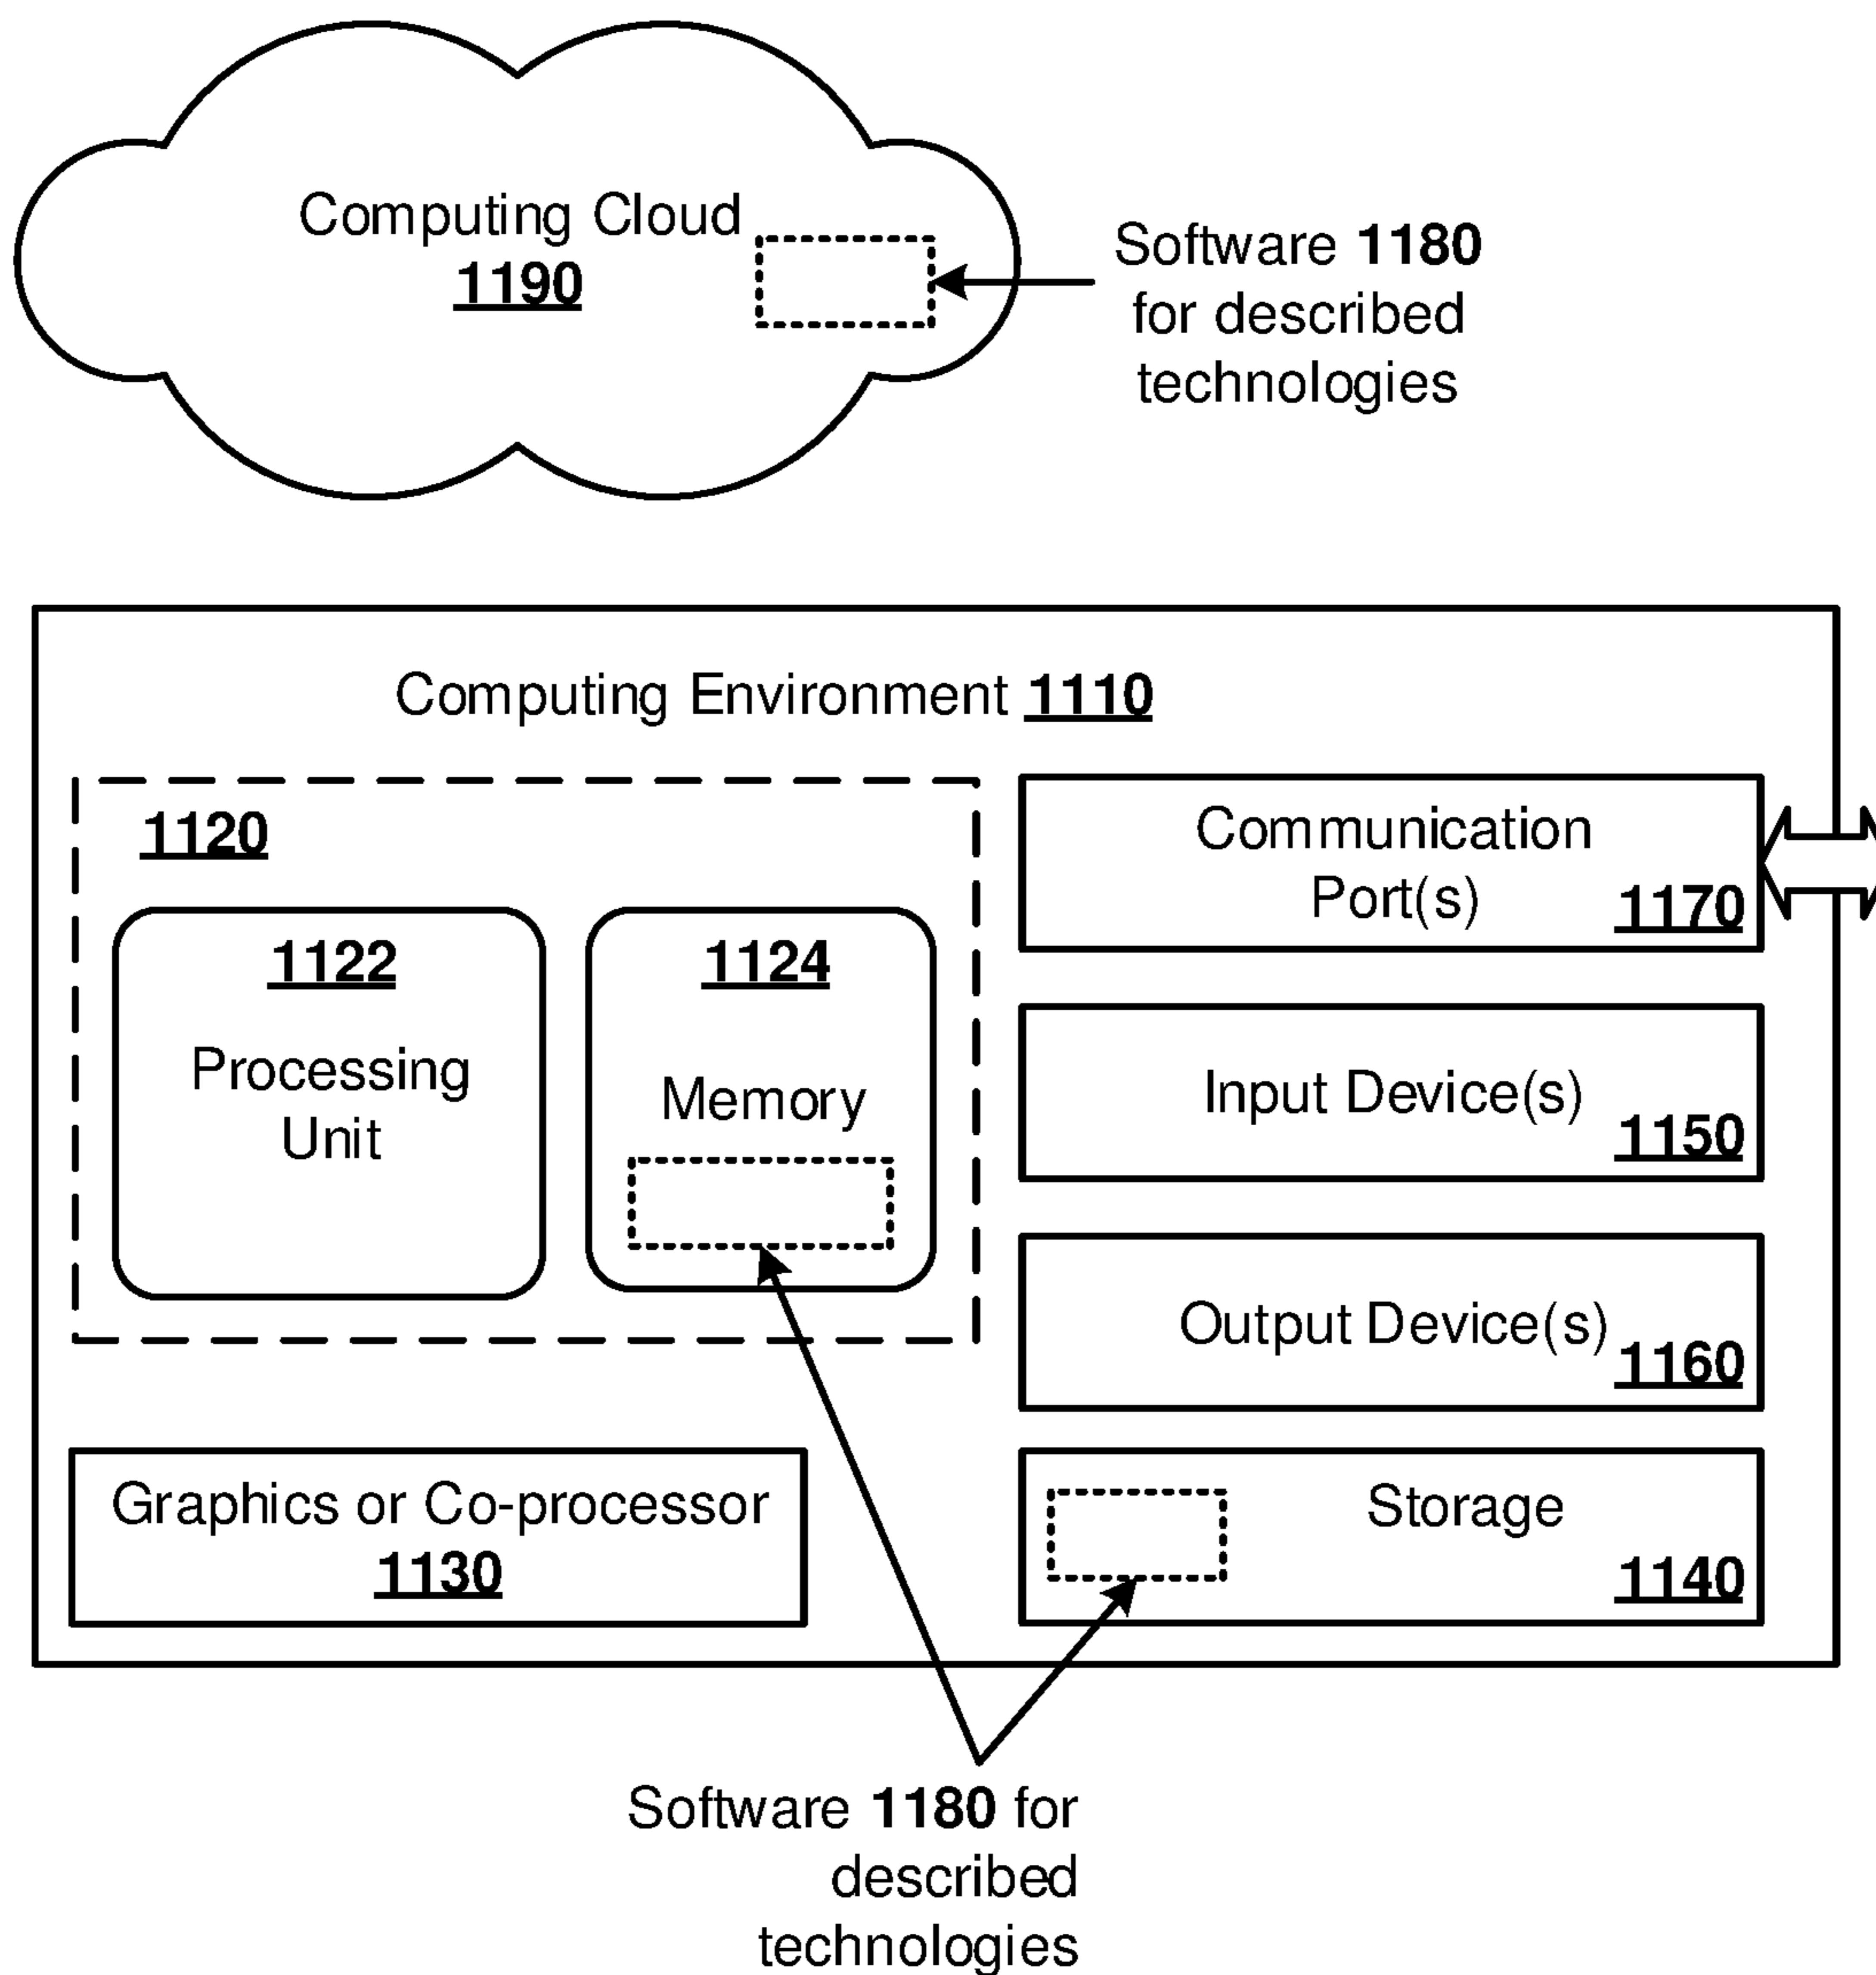 Computing Cloud
1190
Software 1180
for described
technologies
Computing Environment 1110
1120
1122
Processing
Unit
1124
Memory
Communication
Port(s)
1170
Input Device(s)
1150
Output Device(s)
1160
Graphics or Co-processor
1130
Storage
1140
Software 1180 for
described
technologies